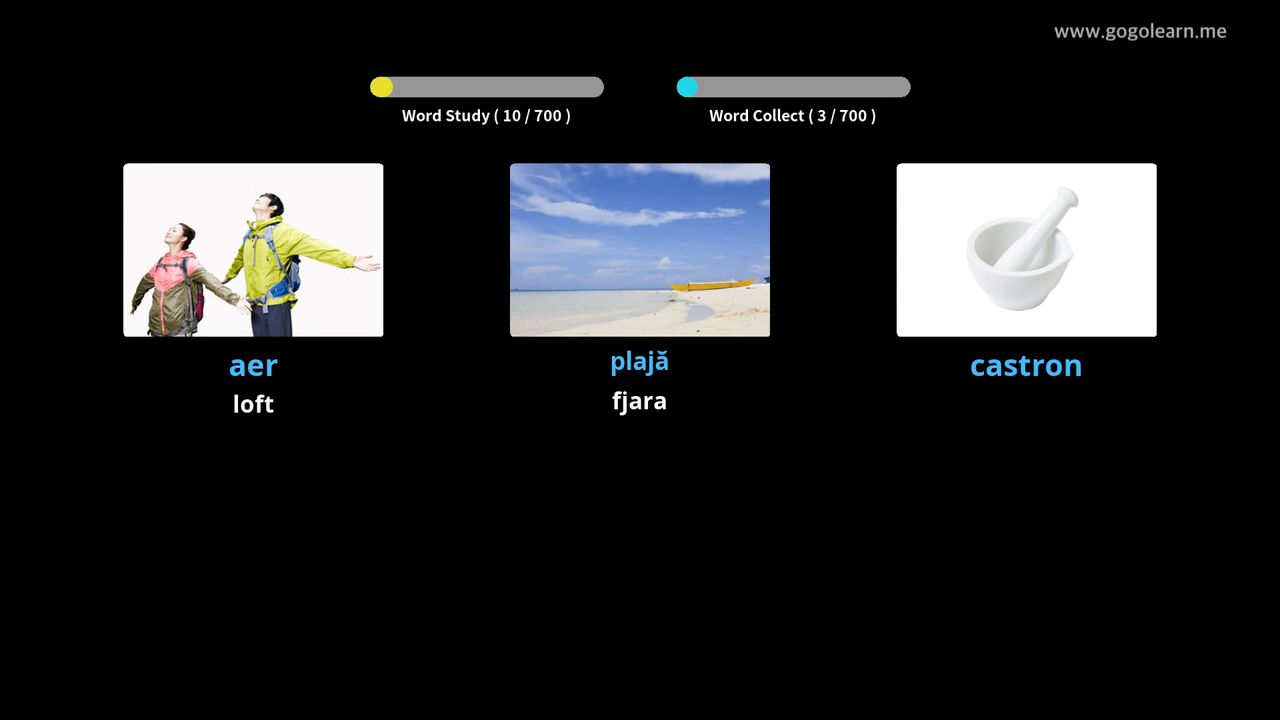 www.gogolearn.me
Word Study ( 10 / 700 )
Word Collect ( 3 / 700 )
aer
loft
plajă
fjara
castron